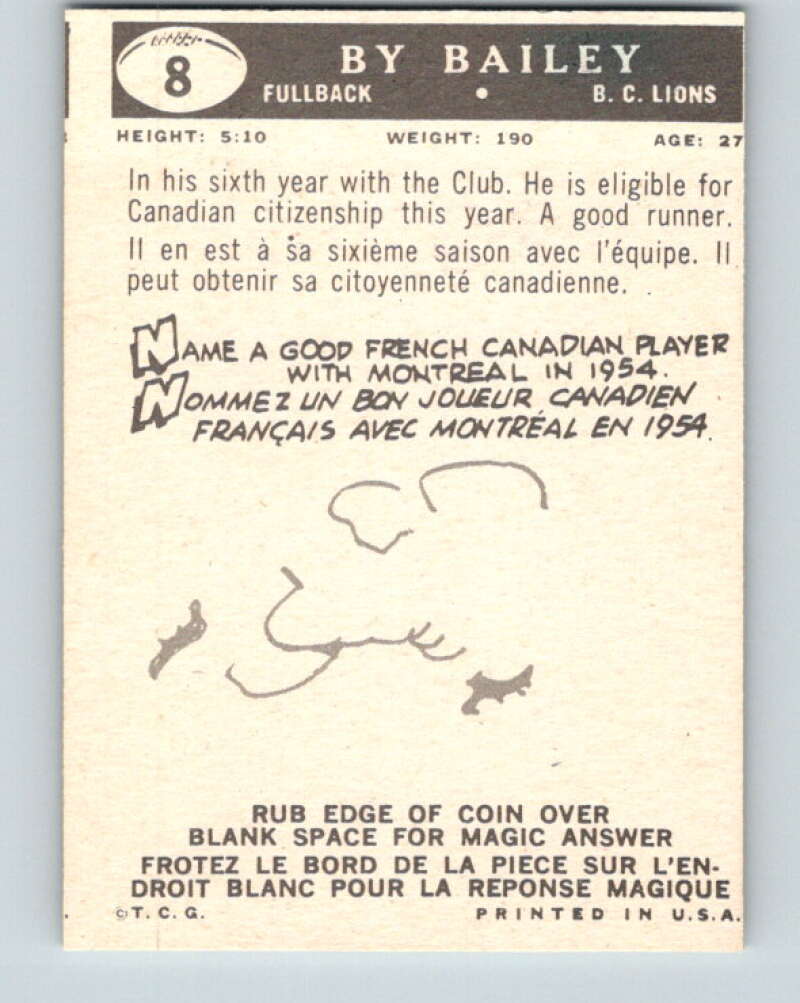 8
BY BAILEY
FULLBACK • B. C. LIONS
HEIGHT: 5:10 WEIGHT: 190 AGE: 27
In his sixth year with the Club. He is eligible for
Canadian citizenship this year. A good runner.
Il en est à sa sixième saison avec l'équipe. Il
peut obtenir sa citoyenneté canadienne.
NAME A GOOD FRENCH CANADIAN PLAYER
WITH MONTREAL IN 1954.
NOMMEZ UN BON JOUEUR CANADIEN
FRANÇAIS AVEC MONTRÉAL EN 1954.
RUB EDGE OF COIN OVER
BLANK SPACE FOR MAGIC ANSWER
FROTEZ LE BORD DE LA PIECE SUR L'EN-
DROIT BLANC POUR LA REPONSE MAGIQUE
© T. C. G. PRINTED IN U.S.A.